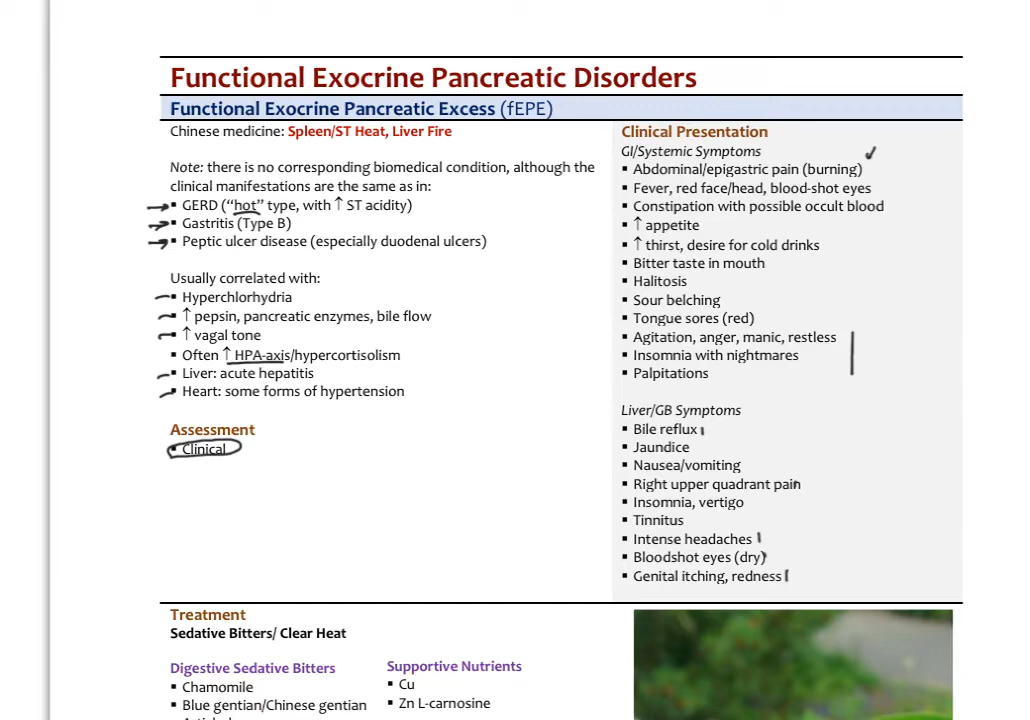 Functional Exocrine Pancreatic Disorders
Functional Exocrine Pancreatic Excess (fEPE)
Chinese medicine: Spleen/ST Heat, Liver Fire
Note: there is no corresponding biomedical condition, although the
clinical manifestations are the same as in:
▪ GERD (“hot” type, with ↑ ST acidity)
▪ Gastritis (Type B)
▪ Peptic ulcer disease (especially duodenal ulcers)
Usually correlated with:
▪ Hyperchlorhydria
▪ ↑ pepsin, pancreatic enzymes, bile flow
▪ ↑ vagal tone
▪ Often ↑ HPA-axis/hypercortisolism
▪ Liver: acute hepatitis
▪ Heart: some forms of hypertension
Assessment
▪ Clinical
Clinical Presentation
GI/Systemic Symptoms
▪ Abdominal/epigastric pain (burning)
▪ Fever, red face/head, blood-shot eyes
▪ Constipation with possible occult blood
▪ ↑ appetite
▪ ↑ thirst, desire for cold drinks
▪ Bitter taste in mouth
▪ Halitosis
▪ Sour belching
▪ Tongue sores (red)
▪ Agitation, anger, manic, restless
▪ Insomnia with nightmares
▪ Palpitations
Liver/GB Symptoms
▪ Bile reflux
▪ Jaundice
▪ Nausea/vomiting
▪ Right upper quadrant pain
▪ Insomnia, vertigo
▪ Tinnitus
▪ Intense headaches
▪ Bloodshot eyes (dry)
▪ Genital itching, redness
Treatment
Sedative Bitters/ Clear Heat
Digestive Sedative Bitters
▪ Chamomile
▪ Blue gentian/Chinese gentian
Supportive Nutrients
▪ Cu
▪ Zn L-carnosine